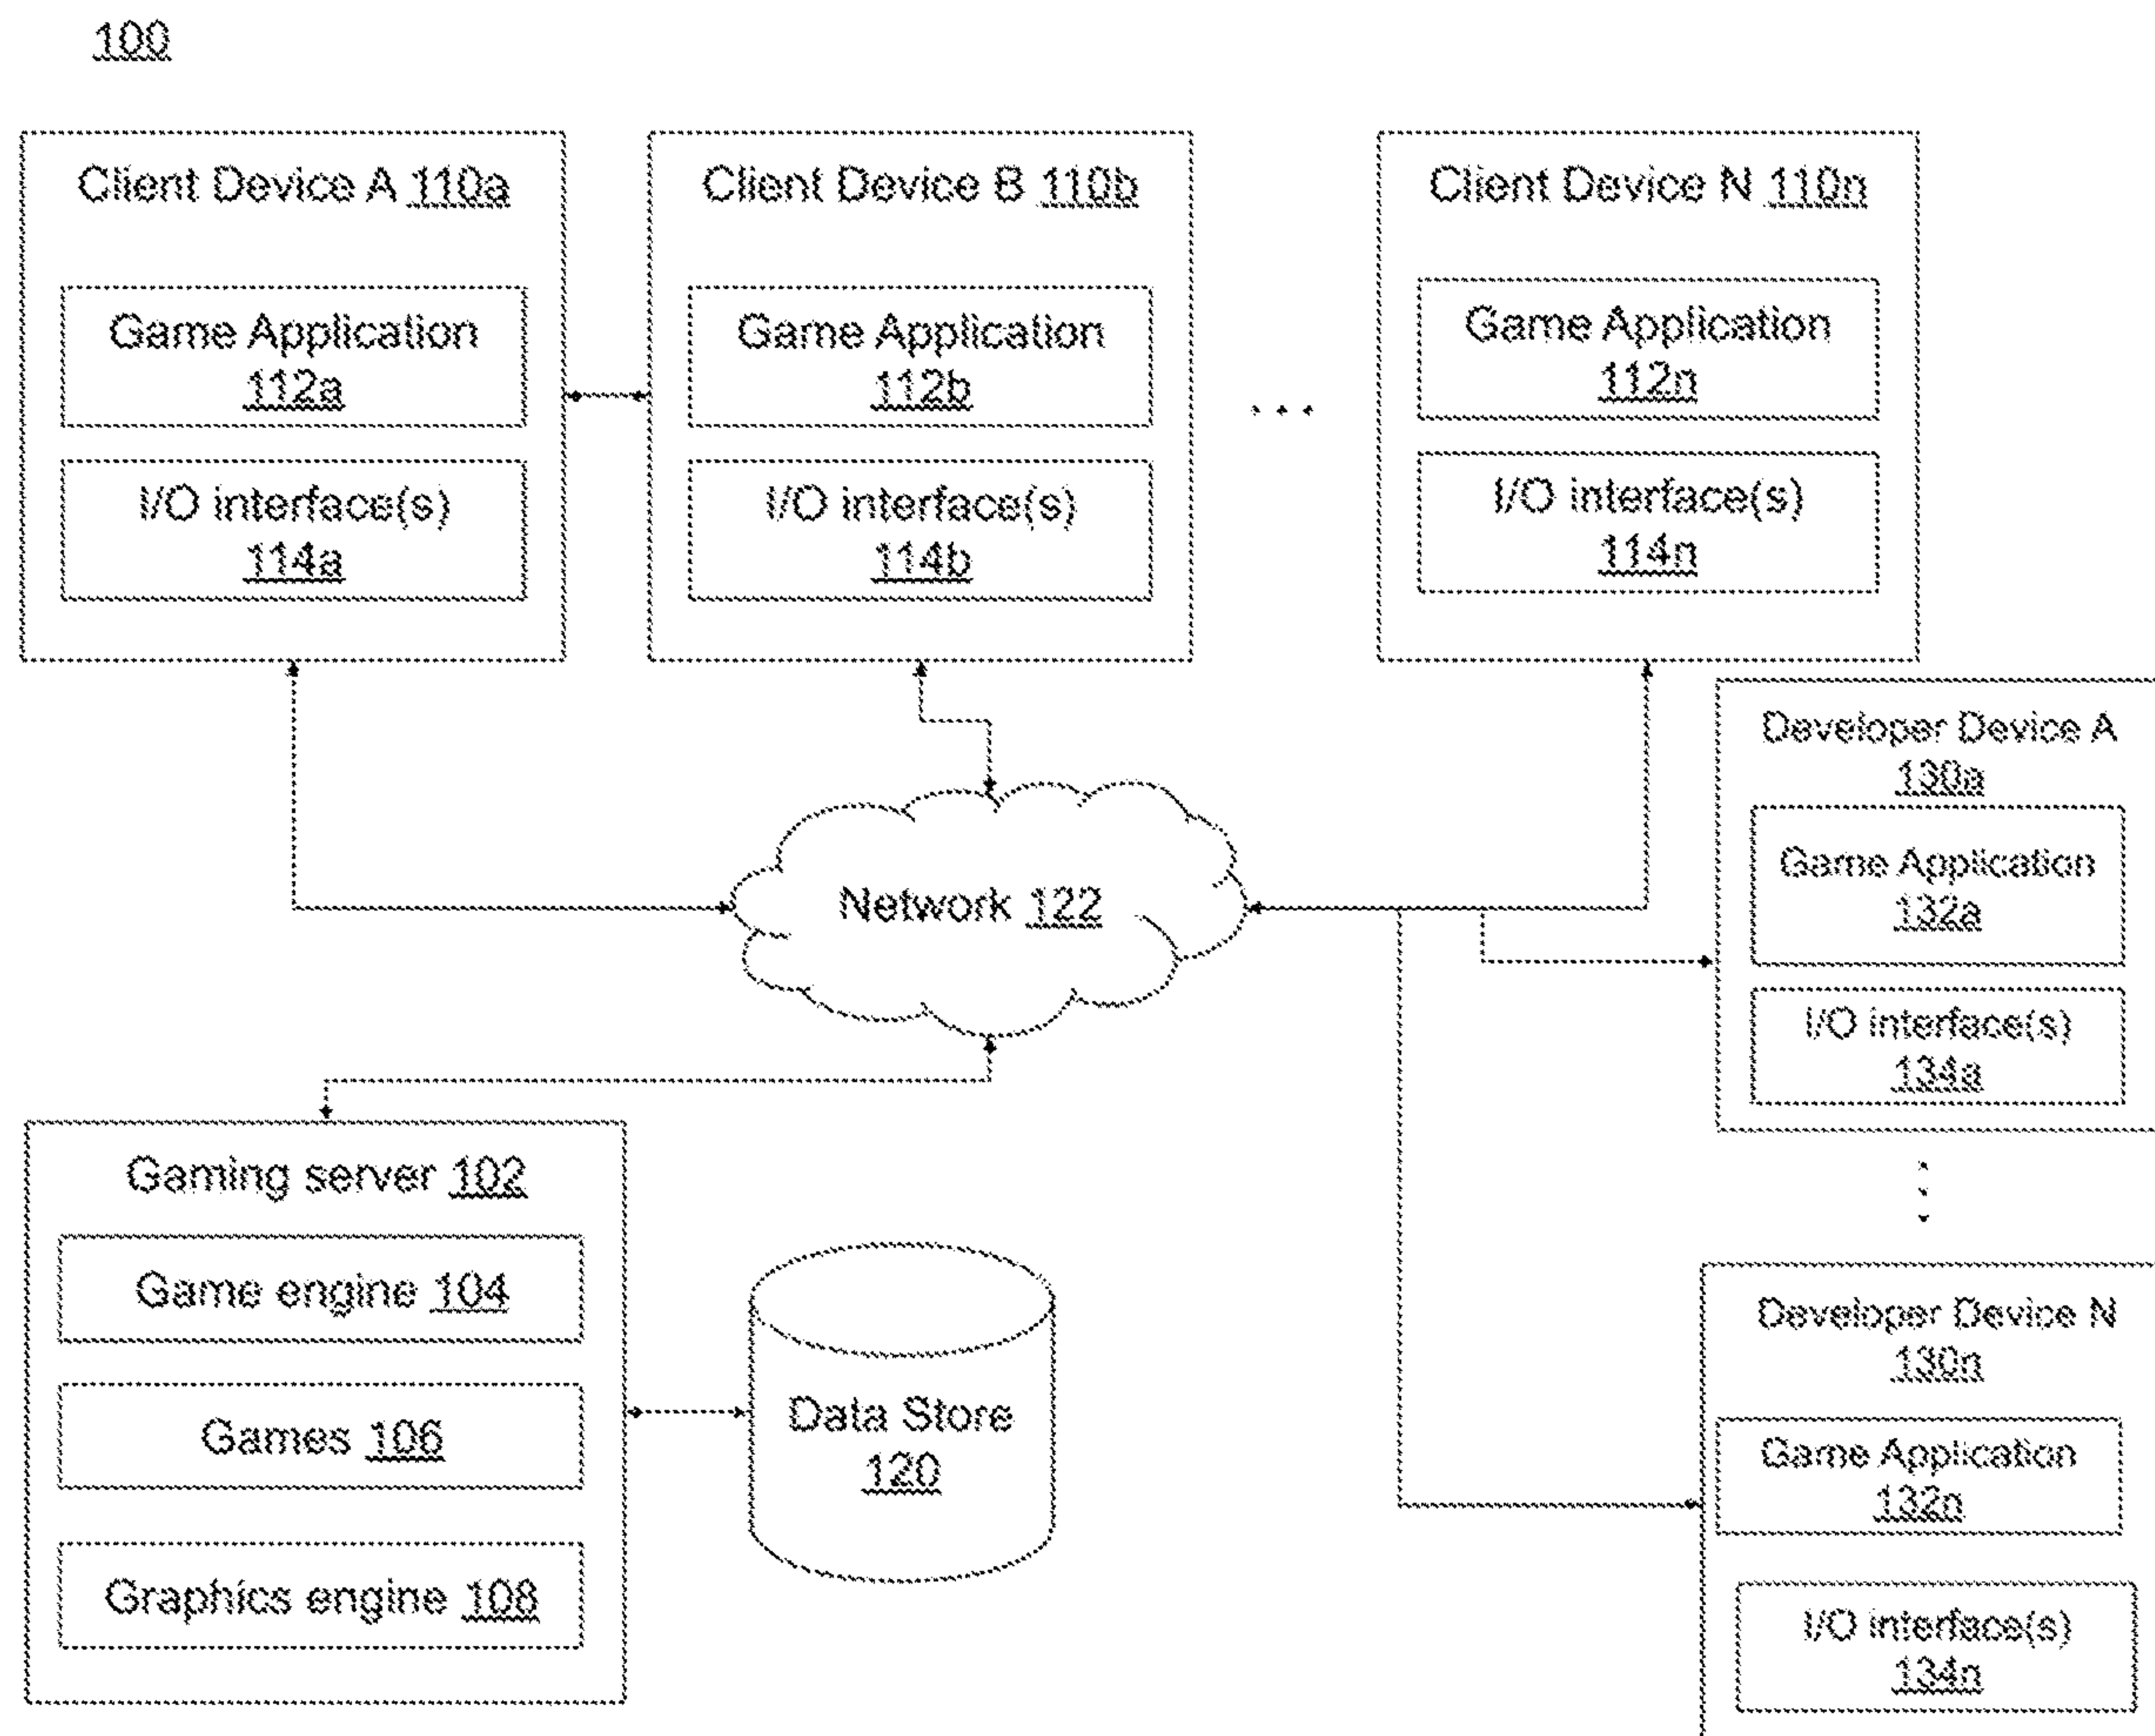 100
Client Device A 110a
Game Application
112a
I/O interface(s)
114a
Client Device B 110b
Game Application
112b
I/O interface(s)
114b
. . .
Client Device N 110n
Game Application
112n
I/O interface(s)
114n
Network 122
Developer Device A
130a
Game Application
132a
I/O interface(s)
134a
Gaming server 102
Game engine 104
Games 106
Graphics engine 108
Data Store
120
Developer Device N
130n
Game Application
132n
I/O interface(s)
134n